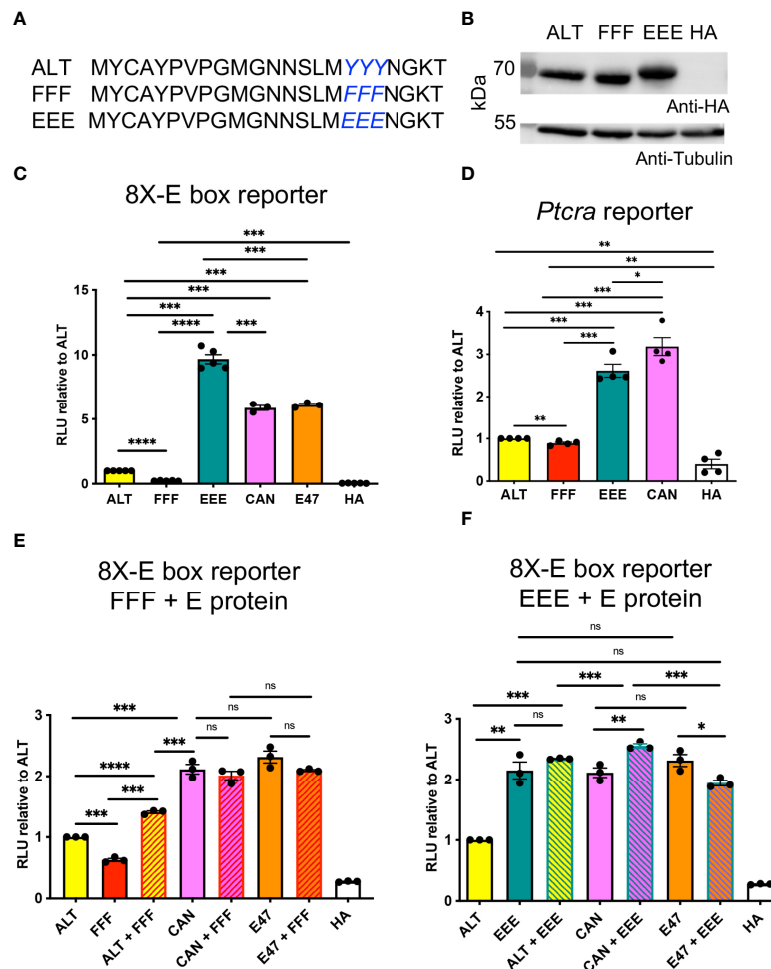 A
ALT MYCAYPVPGMGNNSLMYYYNGKT
FFF MYCAYPVPGMGNNSLMFFFNGKT
EEE MYCAYPVPGMGNNSLMEEENGKT
B
ALT FFF EEE HA
kDa
70
Anti-HA
55
Anti-Tubulin
C
8X-E box reporter
***
***
***
***
*** ***
**** ***
****
RLU relative to ALT
15
10
5
0
ALT FFF EEE CAN E47 HA
D
Ptcra reporter
**
**
*
***
***
***
***
**
RLU relative to ALT
4
3
2
1
0
ALT FFF EEE CAN HA
E
8X-E box reporter
FFF + E protein
ns
***
ns
**** *** ns ns
*** ***
RLU relative to ALT
3
2
1
0
ALT
FFF
ALT + FFF
CAN
CAN + FFF
E47
E47 + FFF
HA
F
8X-E box reporter
EEE + E protein
ns
ns
*** ***
*** ns
** ns ** *
RLU relative to ALT
3
2
1
0
ALT
EEE
ALT + EEE
CAN
CAN + EEE
E47
E47 + EEE
HA